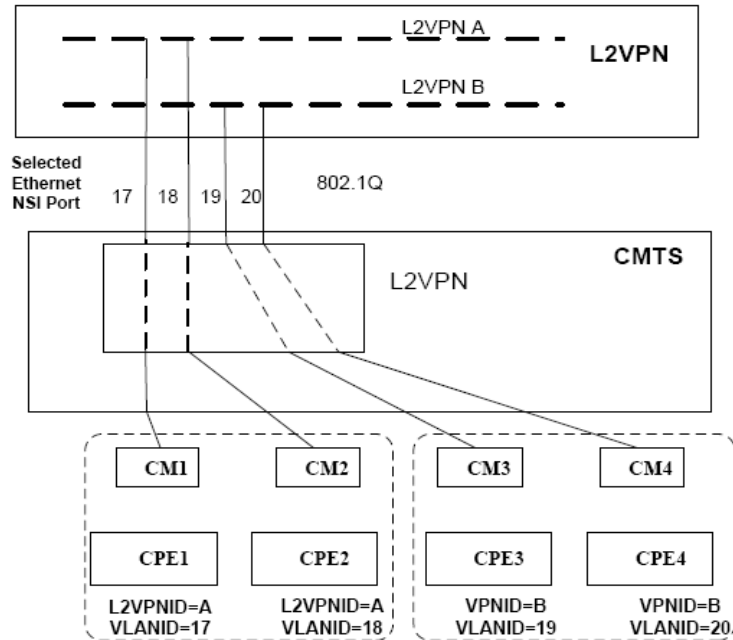 L2VPN A
L2VPN
L2VPN B
Selected
Ethernet
NSI Port
17 18 19 20 802.1Q
CMTS
L2VPN
CM1 CM2 CM3 CM4
CPE1 CPE2 CPE3 CPE4
L2VPNID=A L2VPNID=A VPNID=B VPNID=B
VLANID=17 VLANID=18 VLANID=19 VLANID=20.